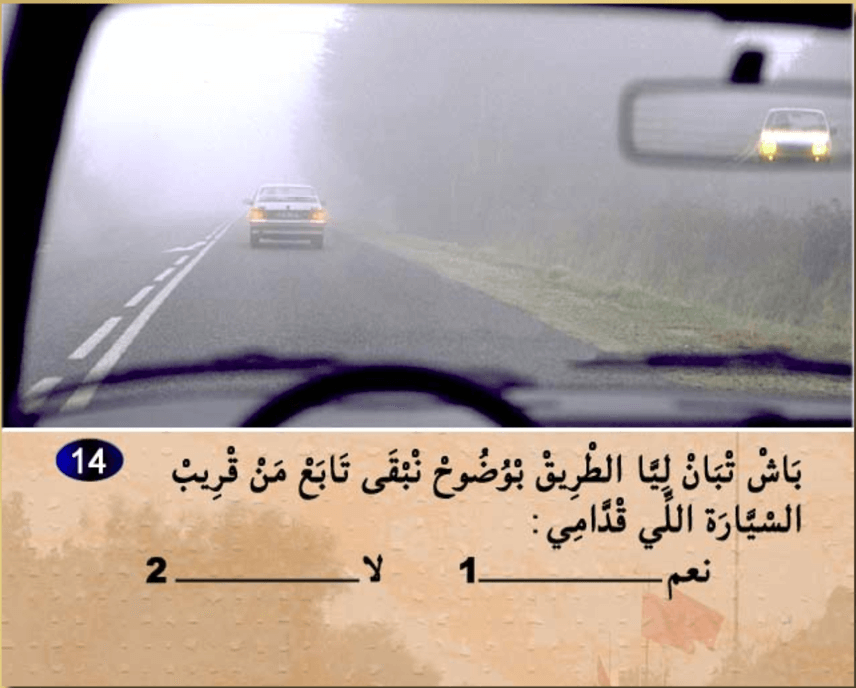 14
بَاشْ تْبَانْ لِيَّا الطْرِيقْ بْوُضُوحْ نْبْقَى تَابَعْ مَنْ قْرِيبْ
السْيَّارَة اللِّي قْدَّامِي :
نعم 1 لا 2